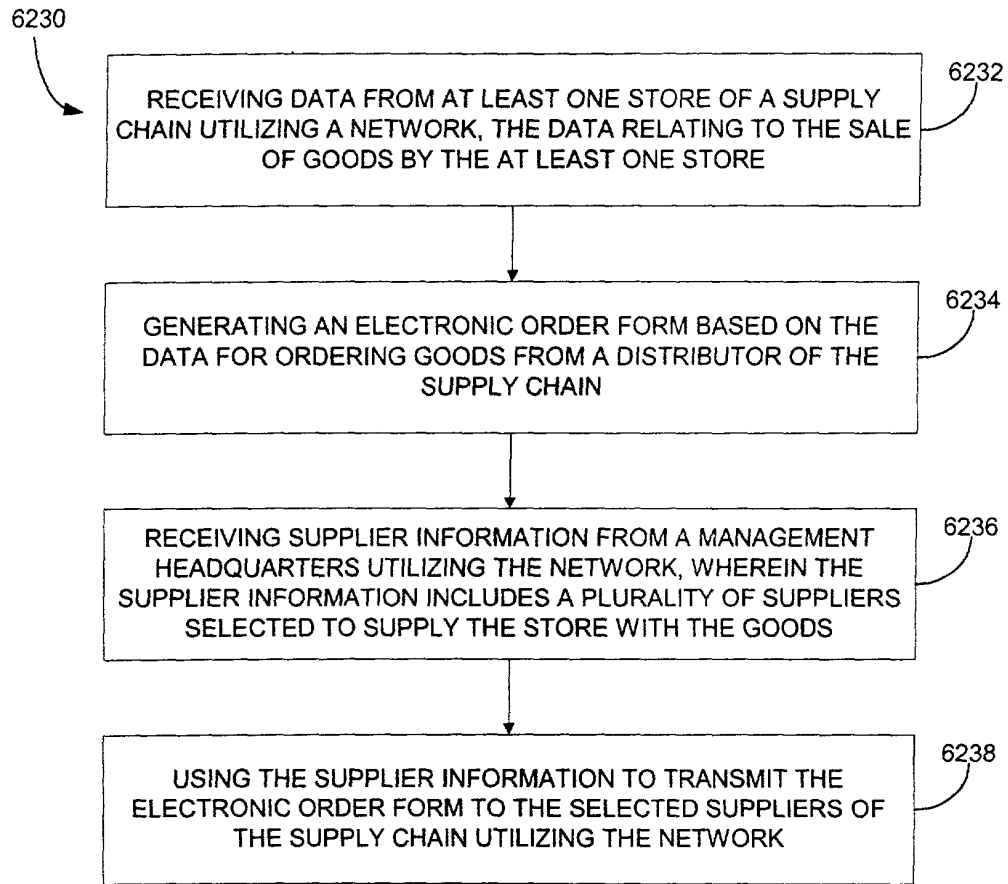 6230
6232
RECEIVING DATA FROM AT LEAST ONE STORE OF A SUPPLY
CHAIN UTILIZING A NETWORK, THE DATA RELATING TO THE SALE
OF GOODS BY THE AT LEAST ONE STORE
6234
GENERATING AN ELECTRONIC ORDER FORM BASED ON THE
DATA FOR ORDERING GOODS FROM A DISTRIBUTOR OF THE
SUPPLY CHAIN
6236
RECEIVING SUPPLIER INFORMATION FROM A MANAGEMENT
HEADQUARTERS UTILIZING THE NETWORK, WHEREIN THE
SUPPLIER INFORMATION INCLUDES A PLURALITY OF SUPPLIERS
SELECTED TO SUPPLY THE STORE WITH THE GOODS
6238
USING THE SUPPLIER INFORMATION TO TRANSMIT THE
ELECTRONIC ORDER FORM TO THE SELECTED SUPPLIERS OF
THE SUPPLY CHAIN UTILIZING THE NETWORK